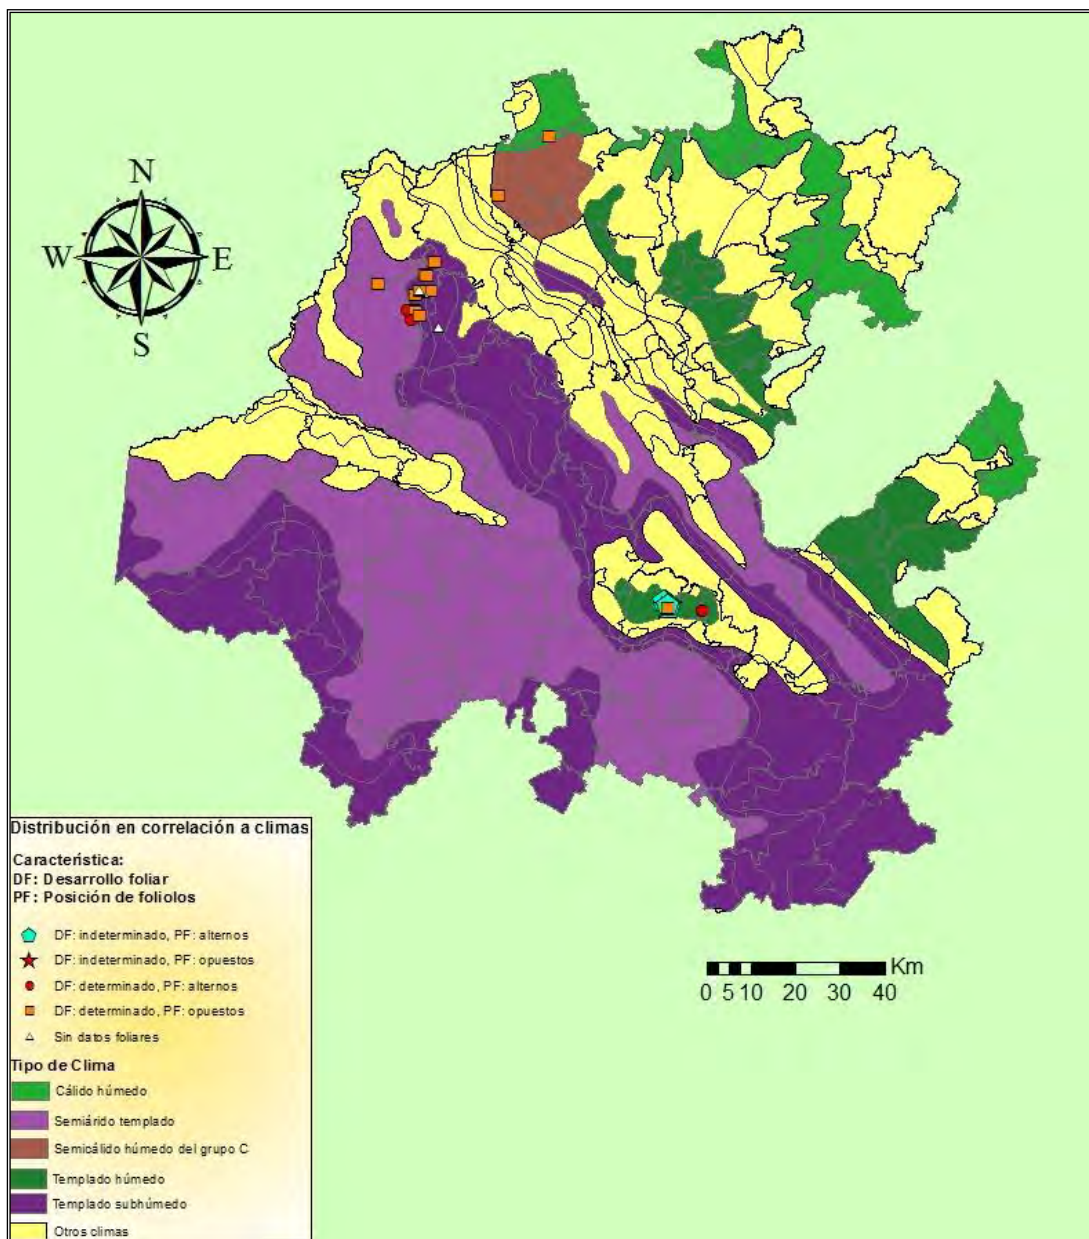 N
W E
S
Km
0 5 10 20 30 40
Distribución en correlación a climas
Característica:
DF: Desarrollo foliar
PF: Posición de foliolos
DF: indeterminado, PF: alternos
DF: indeterminado, PF: opuestos
DF: determinado, PF: alternos
DF: determinado, PF: opuestos
Sin datos foliares
Tipo de Clima
Cálido húmedo
Semiárido templado
Semicálido húmedo del grupo C
Templado húmedo
Templado subhúmedo
Otros climas